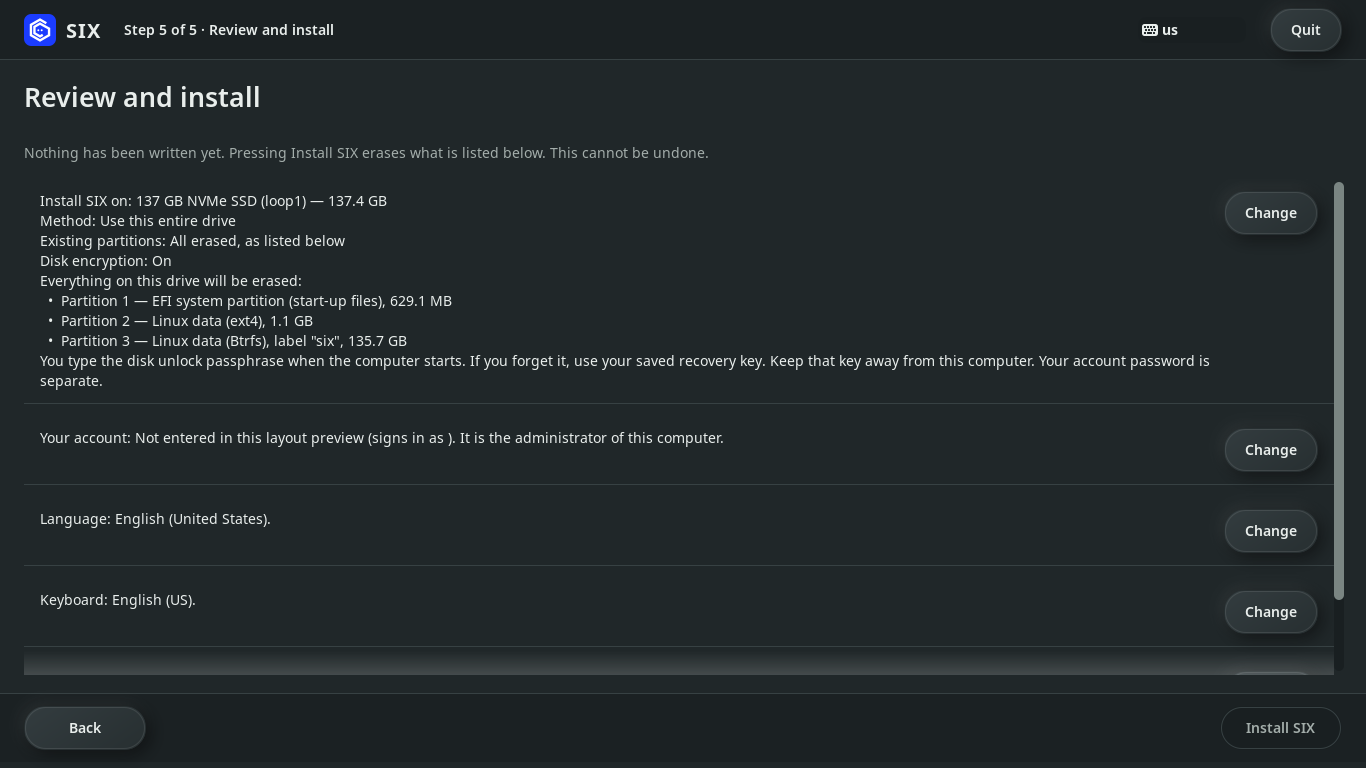 SIX
Step 5 of 5 · Review and install
us
Quit
Review and install
Nothing has been written yet. Pressing Install SIX erases what is listed below. This cannot be undone.
Install SIX on: 137 GB NVMe SSD (loop1) — 137.4 GB
Change
Method: Use this entire drive
Existing partitions: All erased, as listed below
Disk encryption: On
Everything on this drive will be erased:
• Partition 1 — EFI system partition (start-up files), 629.1 MB
• Partition 2 — Linux data (ext4), 1.1 GB
• Partition 3 — Linux data (Btrfs), label "six", 135.7 GB
You type the disk unlock passphrase when the computer starts. If you forget it, use your saved recovery key. Keep that key away from this computer. Your account password is
separate.
Your account: Not entered in this layout preview (signs in as ). It is the administrator of this computer.
Change
Language: English (United States).
Change
Keyboard: English (US).
Change
Back
Install SIX